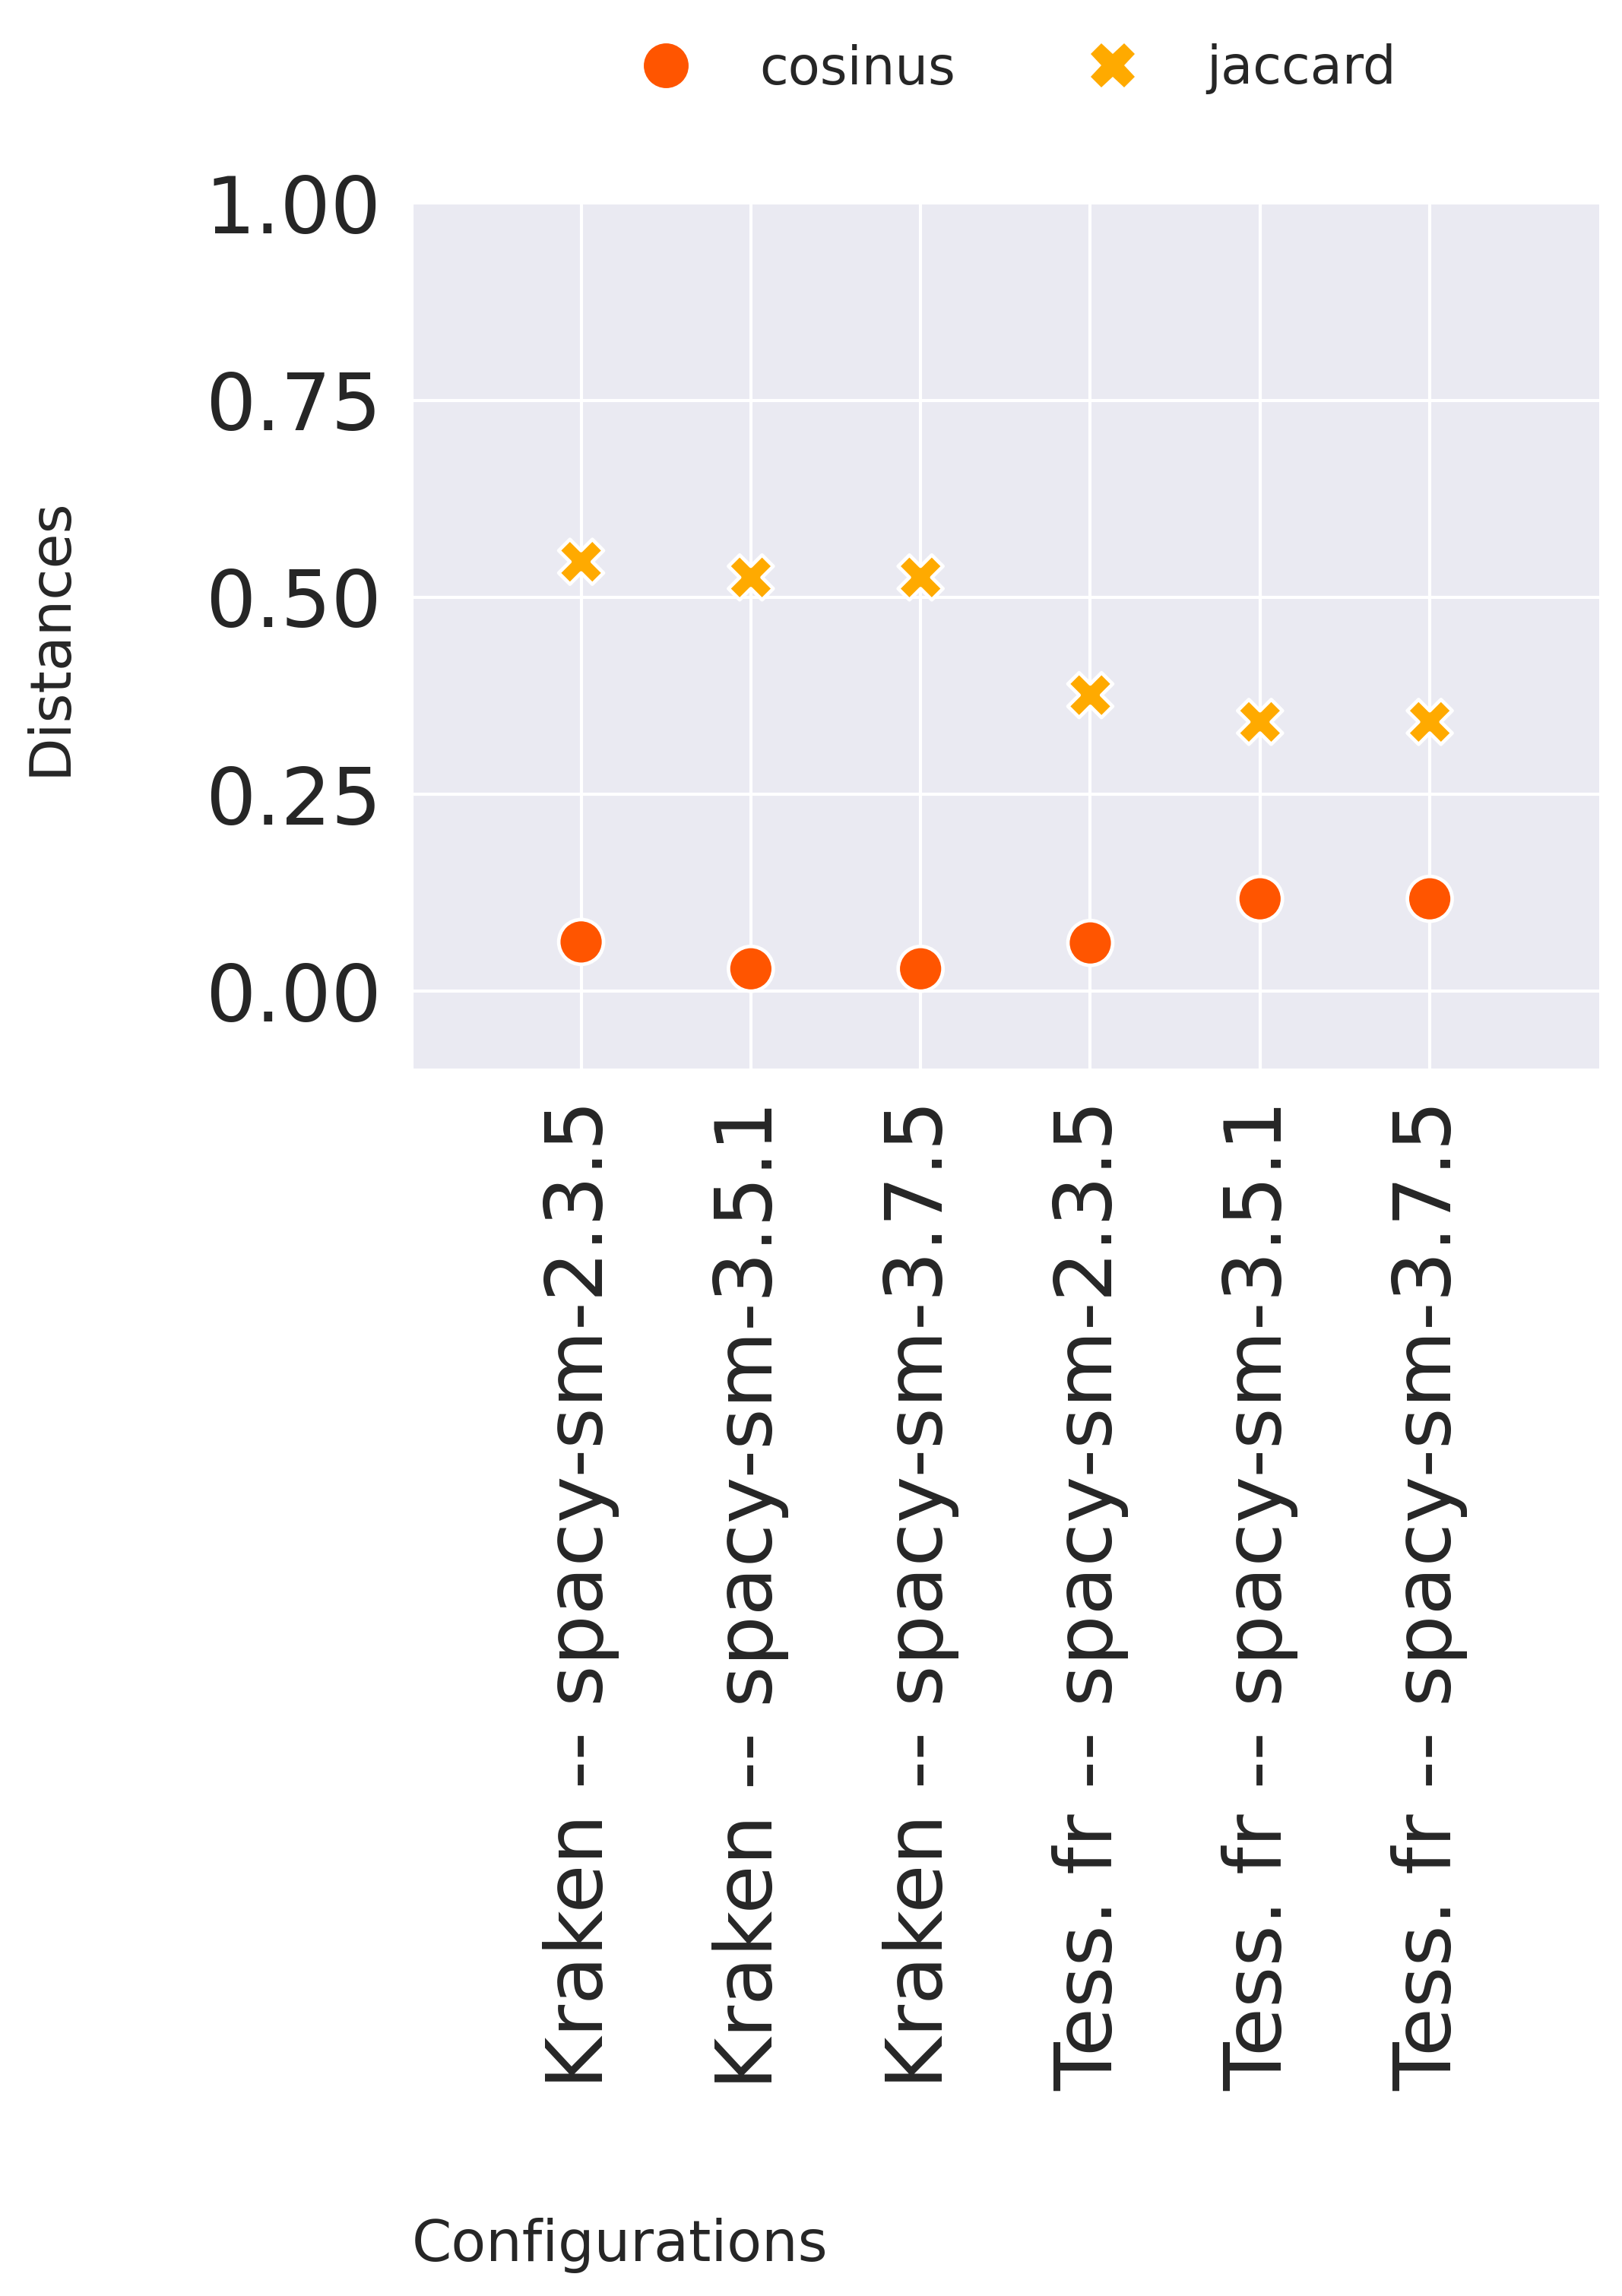 cosinus jaccard
1.00
0.75
0.50
0.25
0.00
Distances
Kraken -- spacy-sm-2.3.5
Kraken -- spacy-sm-3.5.1
Kraken -- spacy-sm-3.7.5
Tess. fr -- spacy-sm-2.3.5
Tess. fr -- spacy-sm-3.5.1
Tess. fr -- spacy-sm-3.7.5
Configurations